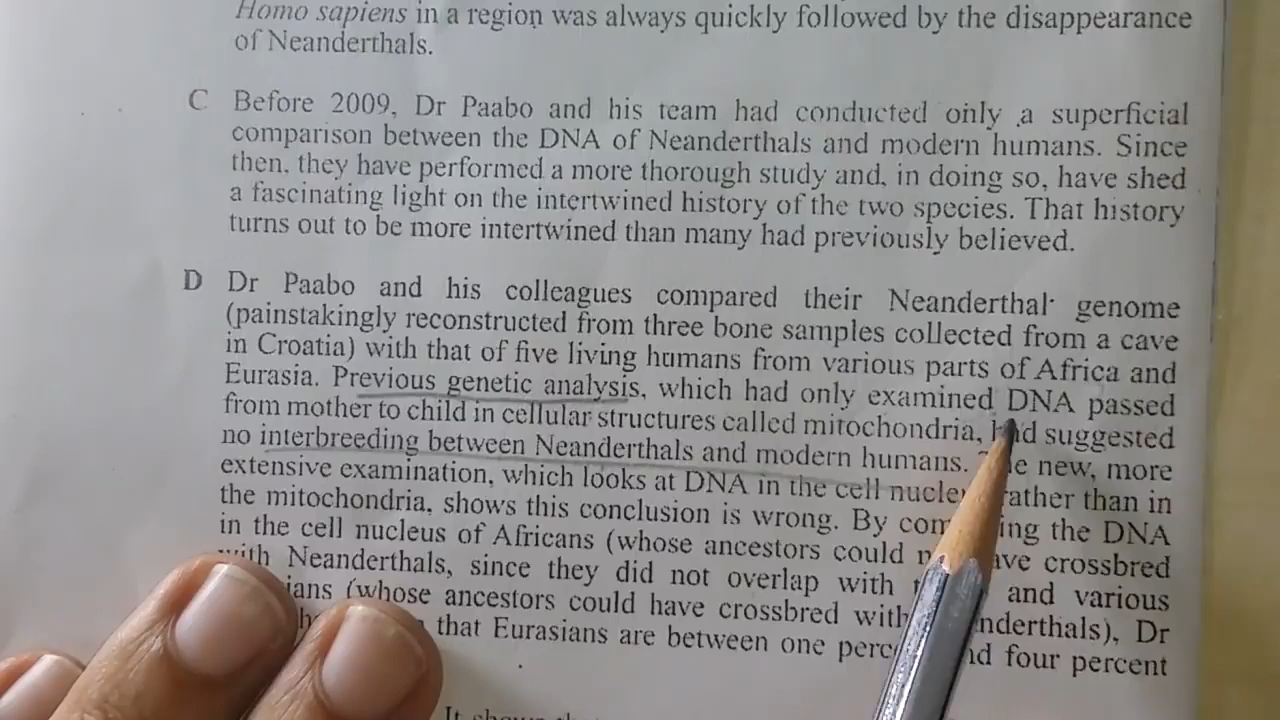 Homo sapiens in a region was always quickly followed by the disappearance
of Neanderthals.
C Before 2009, Dr Paabo and his team had conducted only a superficial
comparison between the DNA of Neanderthals and modern humans. Since
then, they have performed a more thorough study and, in doing so, have shed
a fascinating light on the intertwined history of the two species. That history
turns out to be more intertwined than many had previously believed.
D Dr Paabo and his colleagues compared their Neanderthal genome
(painstakingly reconstructed from three bone samples collected from a cave
in Croatia) with that of five living humans from various parts of Africa and
Eurasia. Previous genetic analysis, which had only examined DNA passed
from mother to child in cellular structures called mitochondria, had suggested
no interbreeding between Neanderthals and modern humans. new, more
extensive examination, which looks at DNA in the cell rather than in
the mitochondria, shows this conclusion is wrong. By the DNA
in the cell nucleus of Africans (whose ancestors could crossbred
with Neanderthals, since they did not overlap with and various
(whose ancestors could have crossbred with Dr
that Eurasians are between one four percent
It